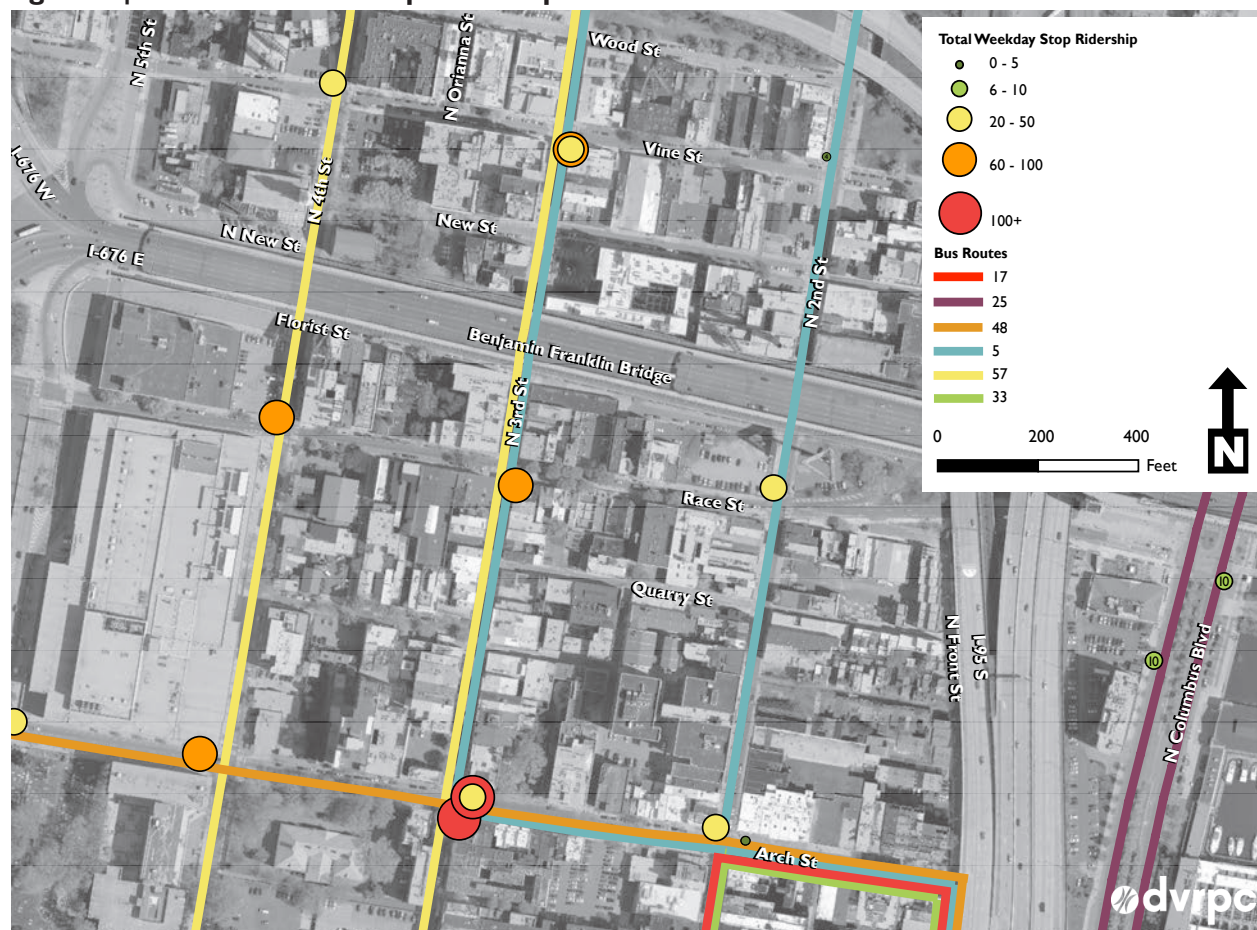 Total Weekday Stop Ridership
0 - 5
6 - 10
20 - 50
60 - 100
100+
Bus Routes
17
25
48
5
57
33
0 200 400
Feet
N
N 5th St
N Orianna St
Wood St
Vine St
I-676 W
N 4th St
New St
N New St
I-676 E
N 2nd St
Florist St
Benjamin Franklin Bridge
N 3rd St
Race St
Quarry St
10
10
N Front St
I-95 S
N Columbus Blvd
Arch St
dvrpc